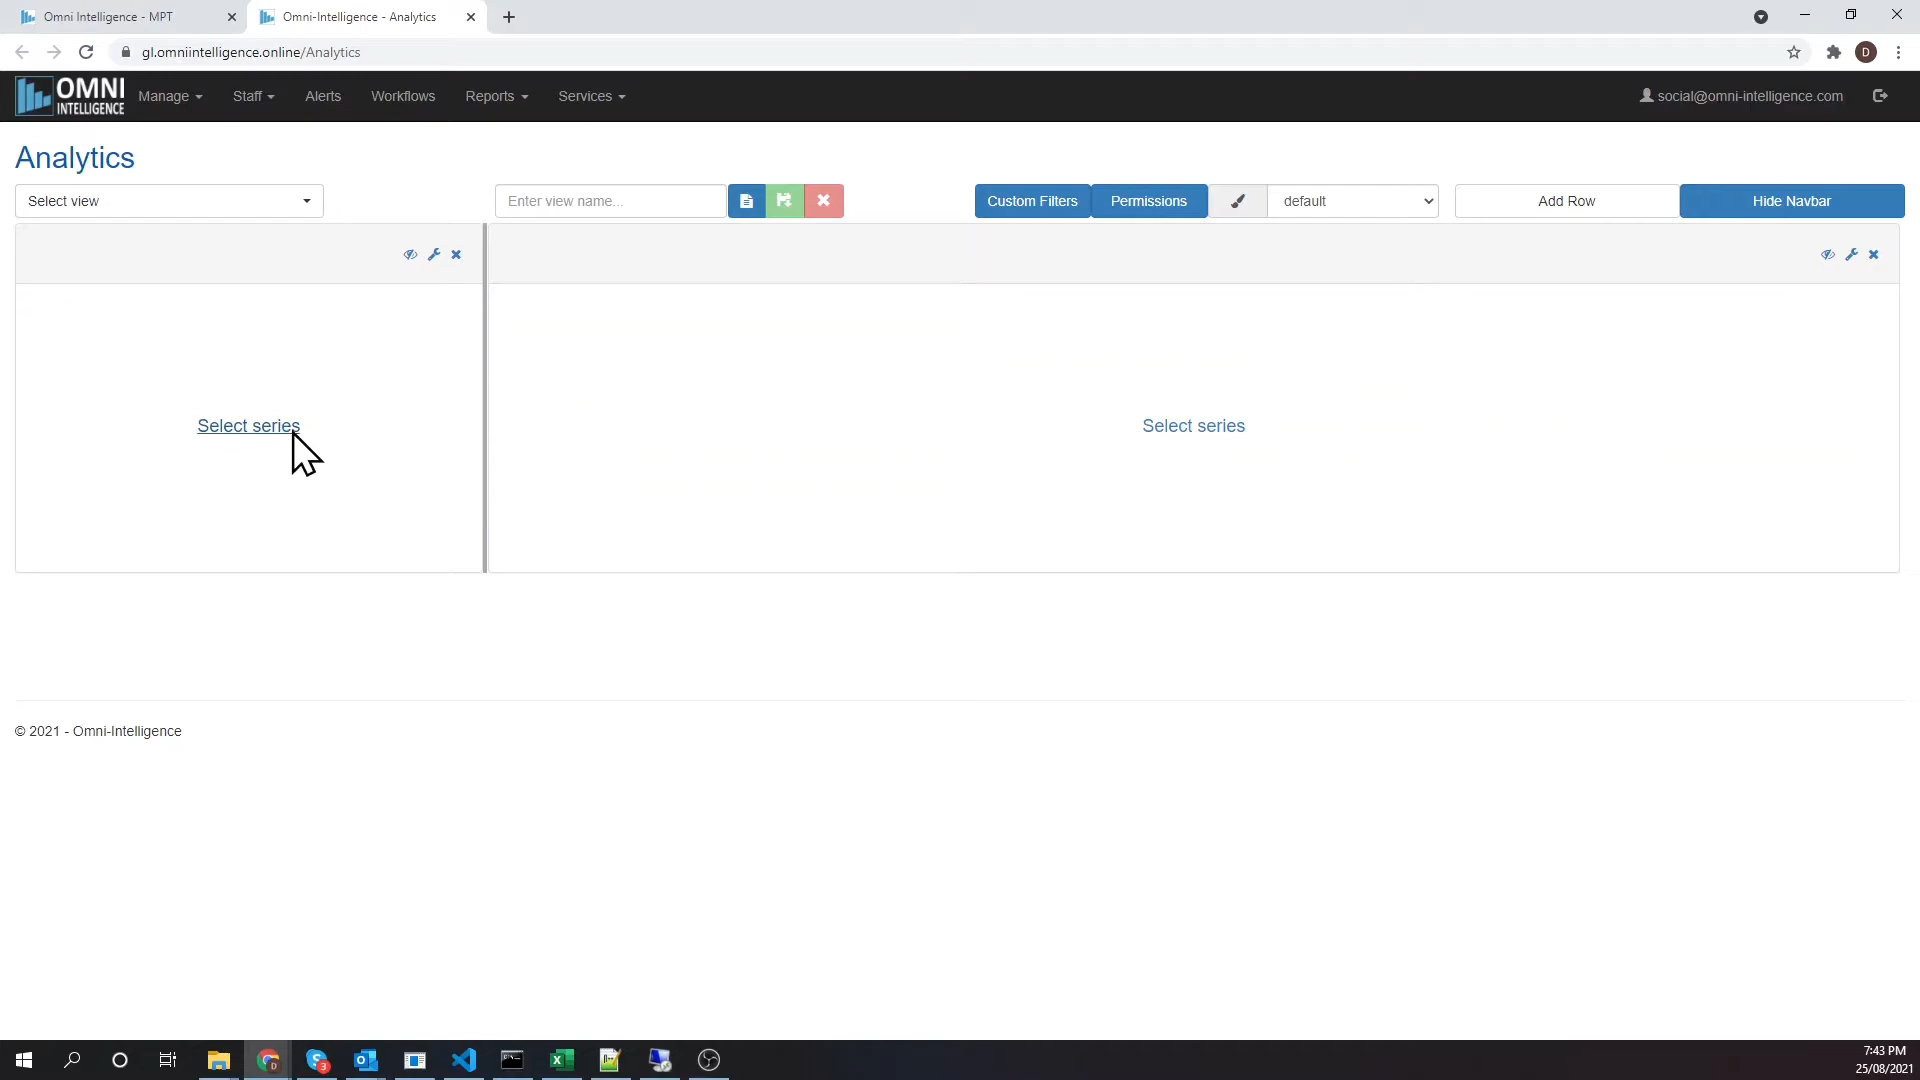 Omni Intelligence - MPT
Omni-Intelligence - Analytics
gl.omniintelligence.online/Analytics
D
OMNI
INTELLIGENCE
Manage
Staff
Alerts
Workflows
Reports
Services
social@omni-intelligence.com
Analytics
Select view
Enter view name...
Custom Filters
Permissions
default
Add Row
Hide Navbar
Select series
Select series
© 2021 - Omni-Intelligence
7:43 PM
25/08/2021